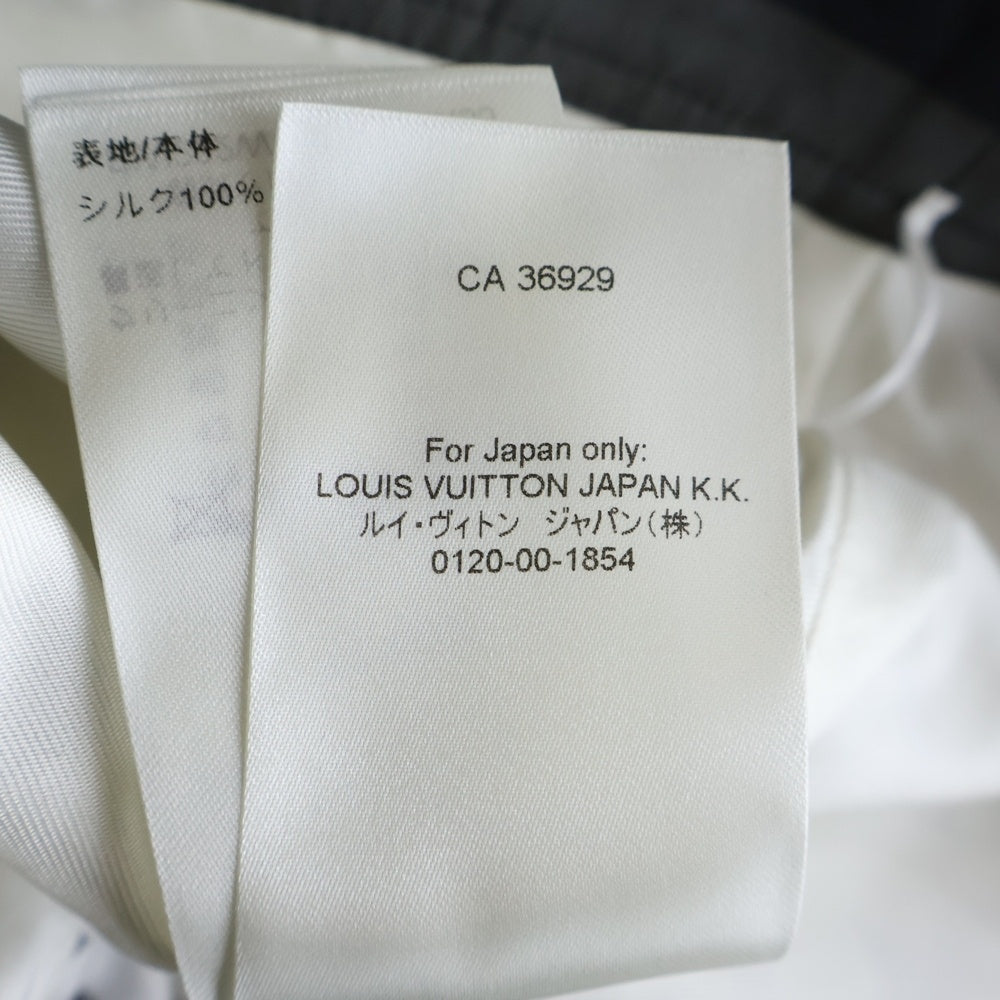 表地/本体
シルク100%
CA 36929
For Japan only:
LOUIS VUITTON JAPAN K.K.
ルイ・ヴィトン　ジャパン(株)
0120-00-1854